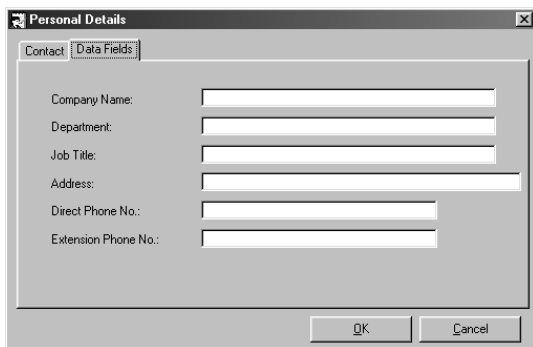 Personal Details
Contact Data Fields
Company Name:
Department:
Job Title:
Address:
Direct Phone No.:
Extension Phone No.:
OK Cancel